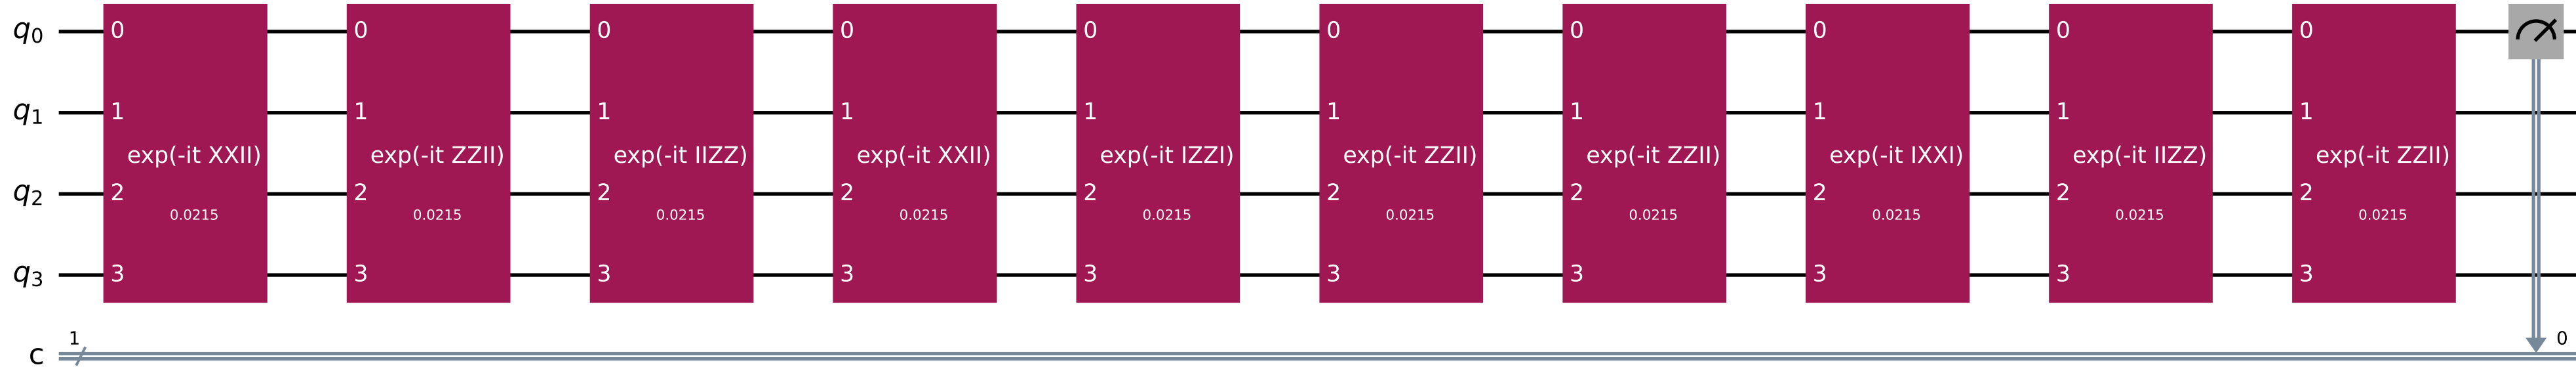 q0 0 0 0 0 0 0 0 0 0 0
q1 1 1 1 1 1 1 1 1 1 1
exp(-it XXII) exp(-it ZZII) exp(-it IIZZ) exp(-it XXII) exp(-it IZZI) exp(-it ZZII) exp(-it ZZII) exp(-it IXXI) exp(-it IIZZ) exp(-it ZZII)
q2 2 2 2 2 2 2 2 2 2 2
0.0215 0.0215 0.0215 0.0215 0.0215 0.0215 0.0215 0.0215 0.0215 0.0215
q3 3 3 3 3 3 3 3 3 3 3
1 0
c